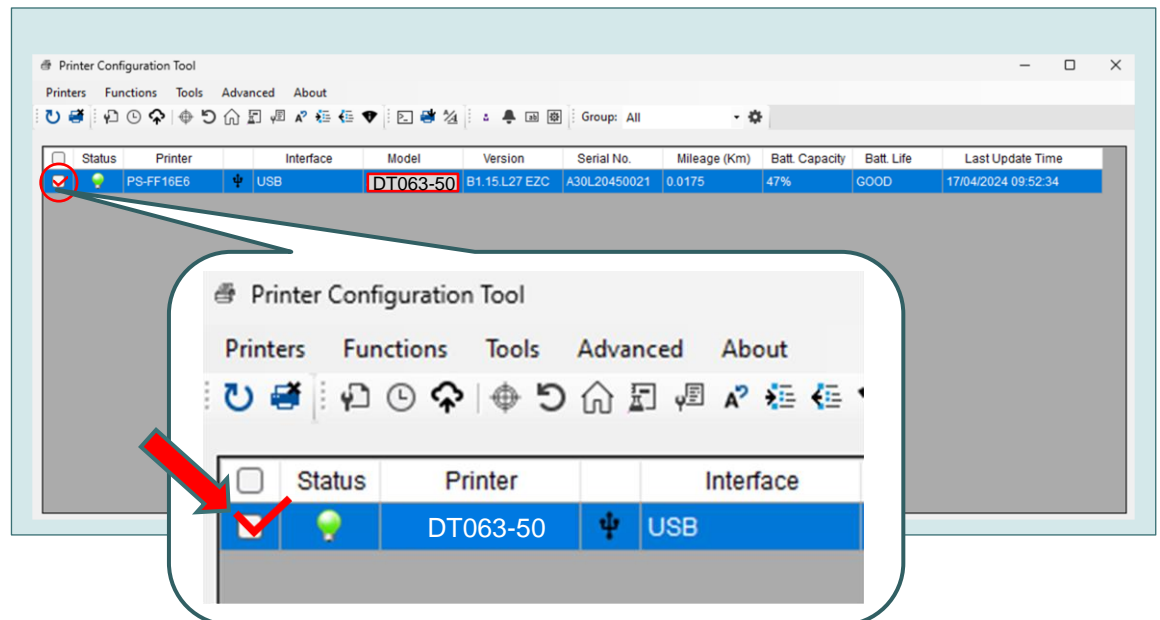 Printer Configuration Tool
Printers Functions Tools Advanced About
Group: All
Status Printer Interface Model Version Serial No. Mileage (Km) Batt. Capacity Batt. Life Last Update Time
PS-FF16E6 USB DT063-50 B1.15.L27 EZC A30L20450021 0.0175 47% GOOD 17/04/2024 09:52:34
Printer Configuration Tool
Printers Functions Tools Advanced About
Status Printer Interface
DT063-50 USB